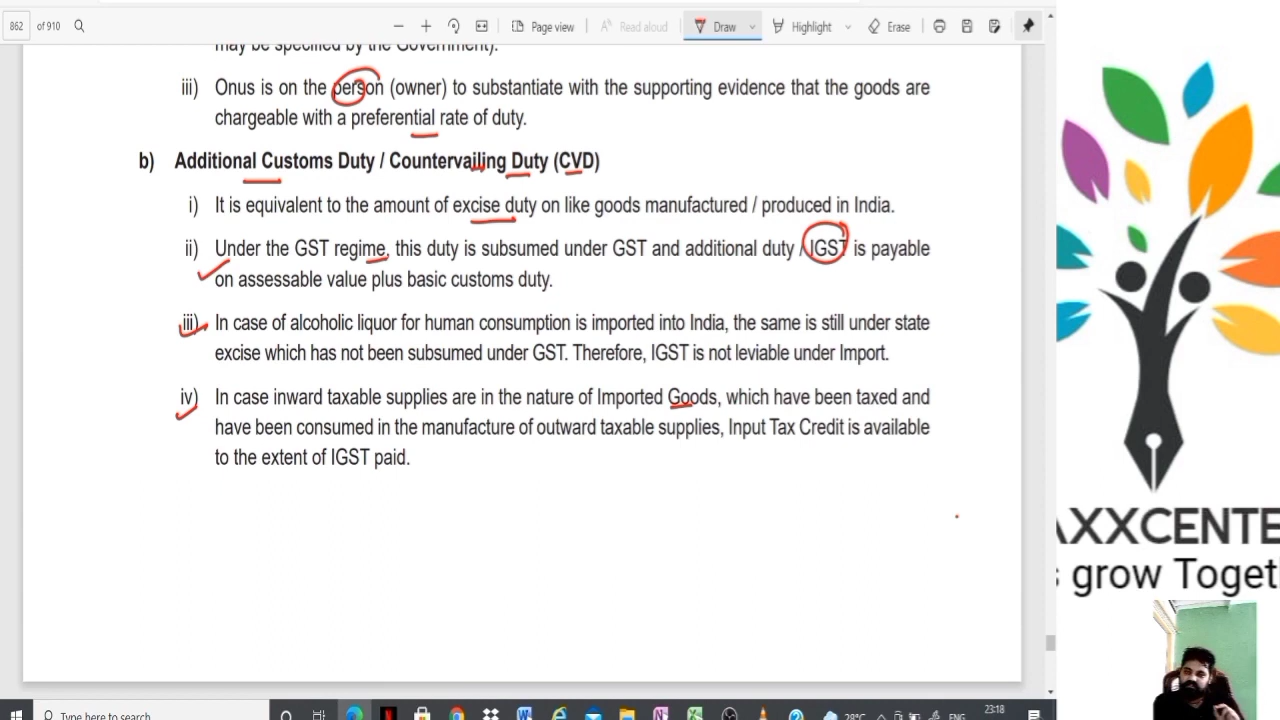 862 of 910
Page view
Read aloud
Draw
Highlight
Erase
may be specified by the Government).
iii) Onus is on the person (owner) to substantiate with the supporting evidence that the goods are
chargeable with a preferential rate of duty.
b) Additional Customs Duty / Countervailing Duty (CVD)
i) It is equivalent to the amount of excise duty on like goods manufactured / produced in India.
ii) Under the GST regime, this duty is subsumed under GST and additional duty / IGST is payable
on assessable value plus basic customs duty.
iii) In case of alcoholic liquor for human consumption is imported into India, the same is still under state
excise which has not been subsumed under GST. Therefore, IGST is not leviable under Import.
iv) In case inward taxable supplies are in the nature of Imported Goods, which have been taxed and
have been consumed in the manufacture of outward taxable supplies, Input Tax Credit is available
to the extent of IGST paid.
AXXCENTE
s grow Togeth
Type here to search
28°C
ENG
23:18